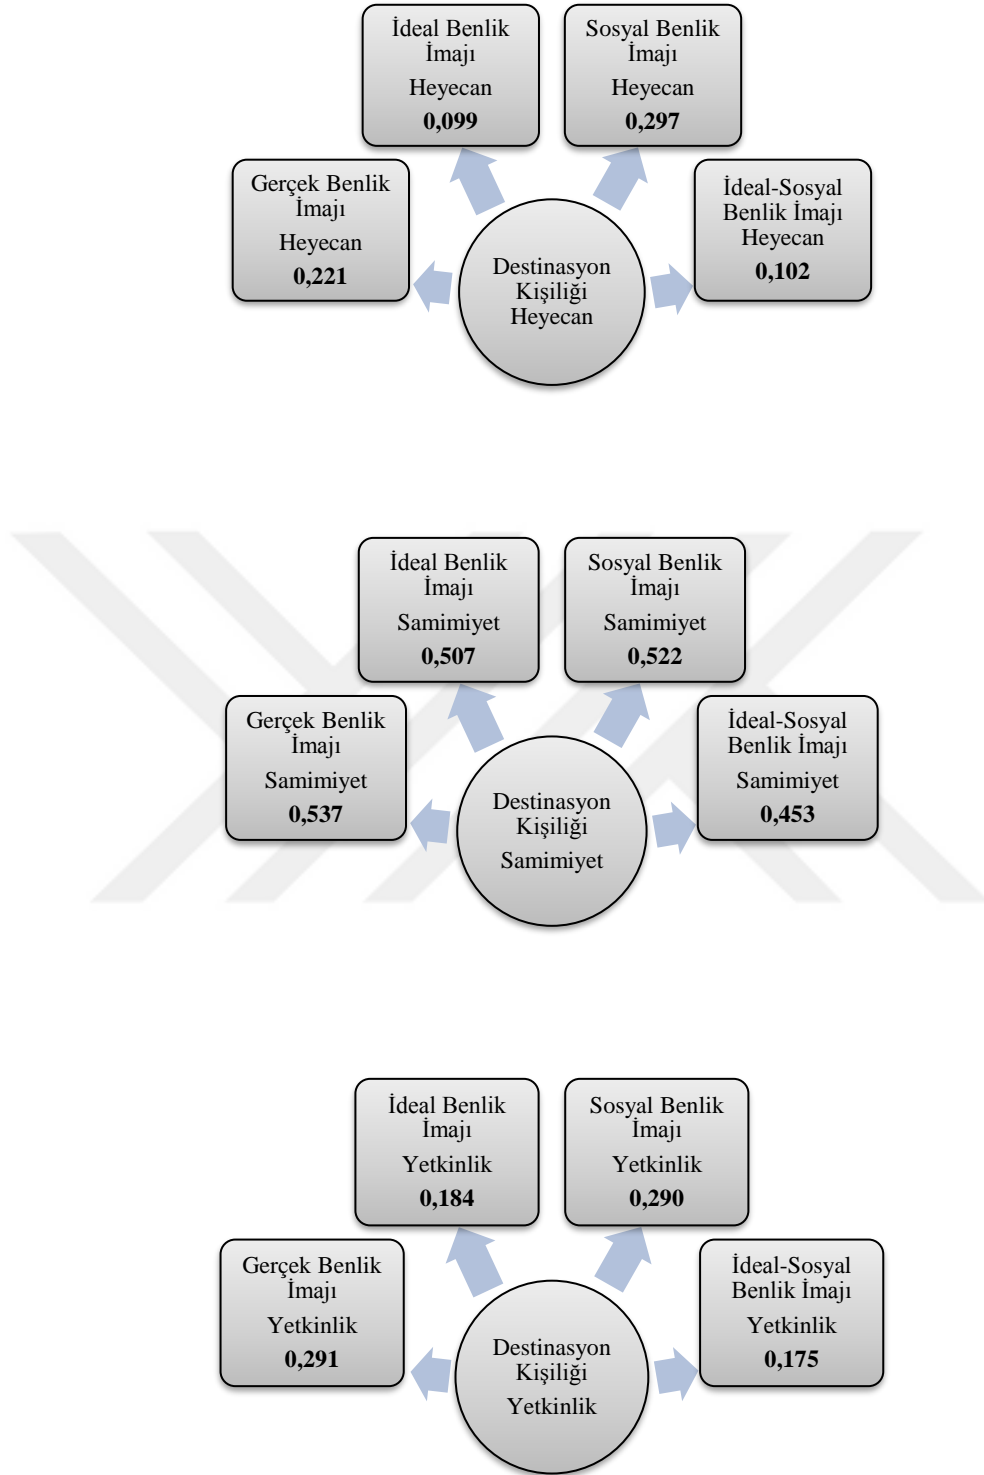 İdeal Benlik
İmajı
Heyecan
0,099
Sosyal Benlik
İmajı
Heyecan
0,297
Gerçek Benlik
İmajı
Heyecan
0,221
İdeal-Sosyal
Benlik İmajı
Heyecan
0,102
Destinasyon
Kişiliği
Heyecan
İdeal Benlik
İmajı
Samimiyet
0,507
Sosyal Benlik
İmajı
Samimiyet
0,522
Gerçek Benlik
İmajı
Samimiyet
0,537
İdeal-Sosyal
Benlik İmajı
Samimiyet
0,453
Destinasyon
Kişiliği
Samimiyet
İdeal Benlik
İmajı
Yetkinlik
0,184
Sosyal Benlik
İmajı
Yetkinlik
0,290
Gerçek Benlik
İmajı
Yetkinlik
0,291
İdeal-Sosyal
Benlik İmajı
Yetkinlik
0,175
Destinasyon
Kişiliği
Yetkinlik